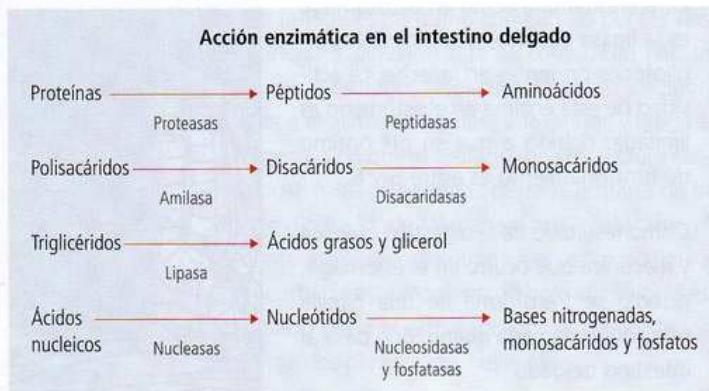 Acción enzimática en el intestino delgado
Proteínas Péptidos Aminoácidos
Proteasas Peptidasas
Polisacáridos Disacáridos Monosacáridos
Amilasa Disacaridasas
Triglicéridos Ácidos grasos y glicerol
Lipasa
Ácidos nucleicos Nucleótidos Bases nitrogenadas, monosacáridos y fosfatos
Nucleasas Nucleosidasas y fosfatasas